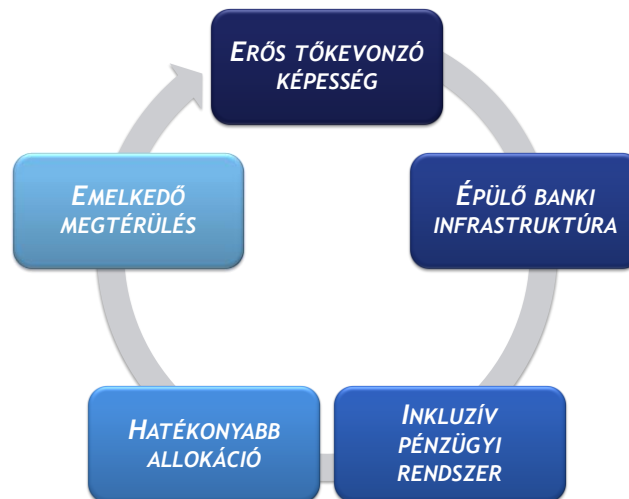 ERŐS TŐKEVONZÓ
KÉPESSÉG
ÉPÜLŐ BANKI
INFRASTRUKTÚRA
INKLUZÍV
PÉNZÜGYI
RENDSZER
HATÉKONYABB
ALLOKÁCIÓ
EMELKEDŐ
MEGTÉRÜLÉS